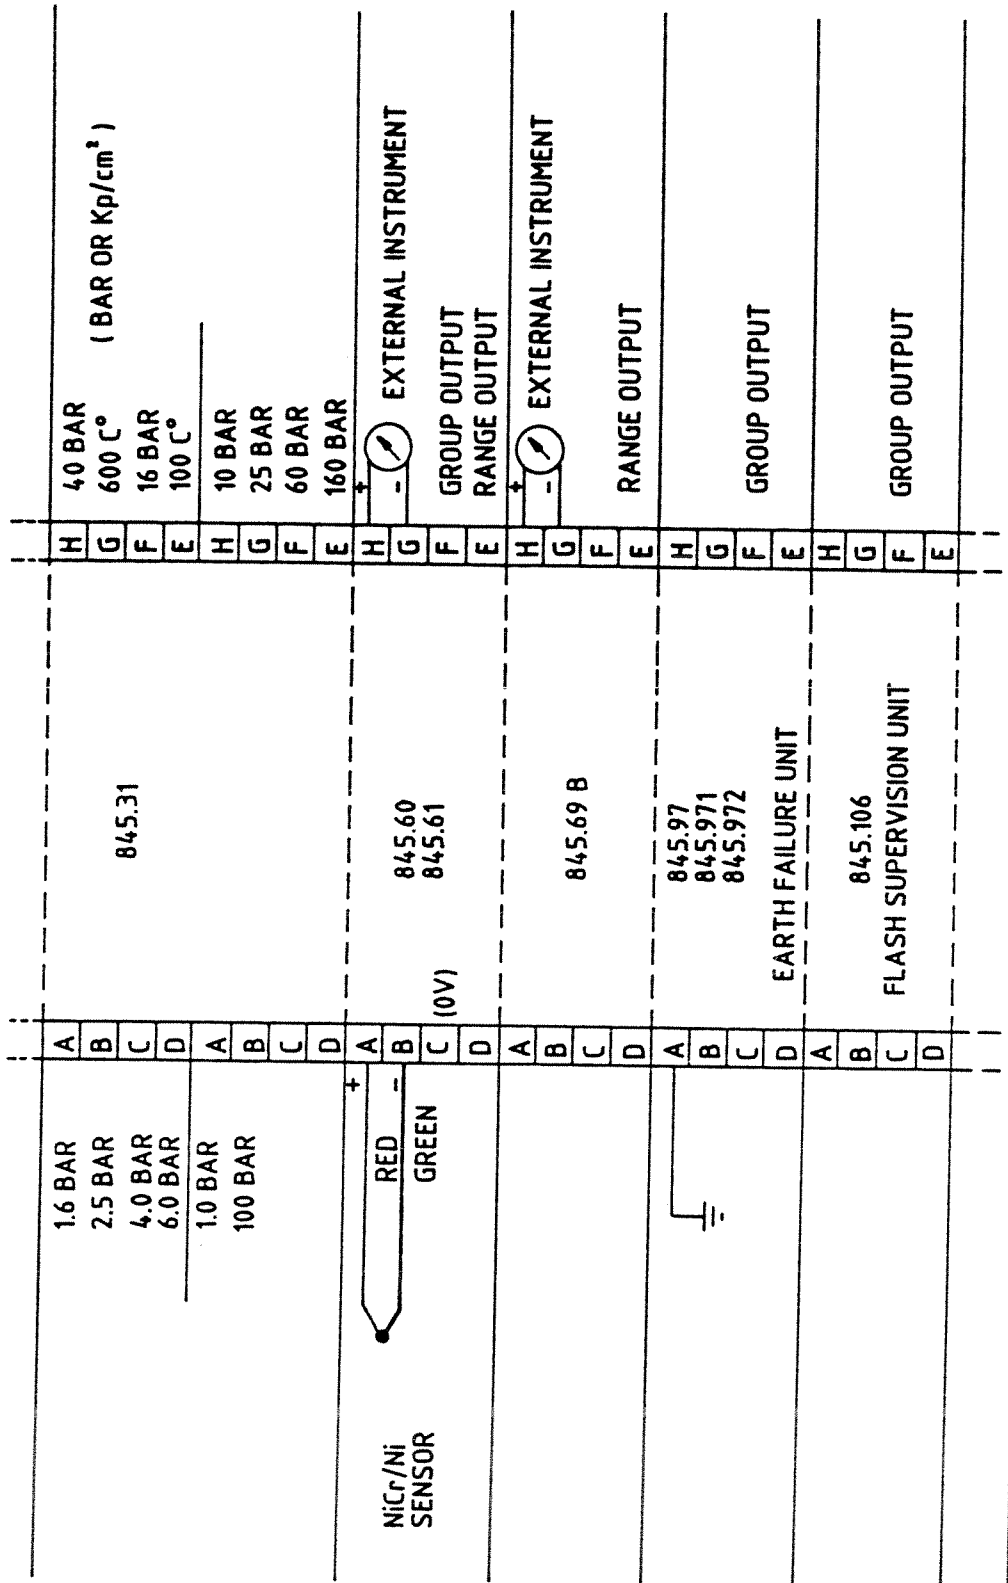 1.6 BAR A H 40 BAR
2.5 BAR B G 600 C° ( BAR OR Kp/cm² )
4.0 BAR C 845.31 F 16 BAR
6.0 BAR D E 100 C°
1.0 BAR A H 10 BAR
100 BAR B G 25 BAR
C F 60 BAR
D E 160 BAR
+ A H +
NiCr/Ni RED - B 845.60 G - EXTERNAL INSTRUMENT
SENSOR GREEN C (0V) 845.61 F GROUP OUTPUT
D E RANGE OUTPUT
A H +
B G - EXTERNAL INSTRUMENT
C 845.69 B F
D E RANGE OUTPUT
A 845.97 H
B 845.971 G
C 845.972 F GROUP OUTPUT
D EARTH FAILURE UNIT E
A H
B 845.106 G
C FLASH SUPERVISION UNIT F GROUP OUTPUT
D E